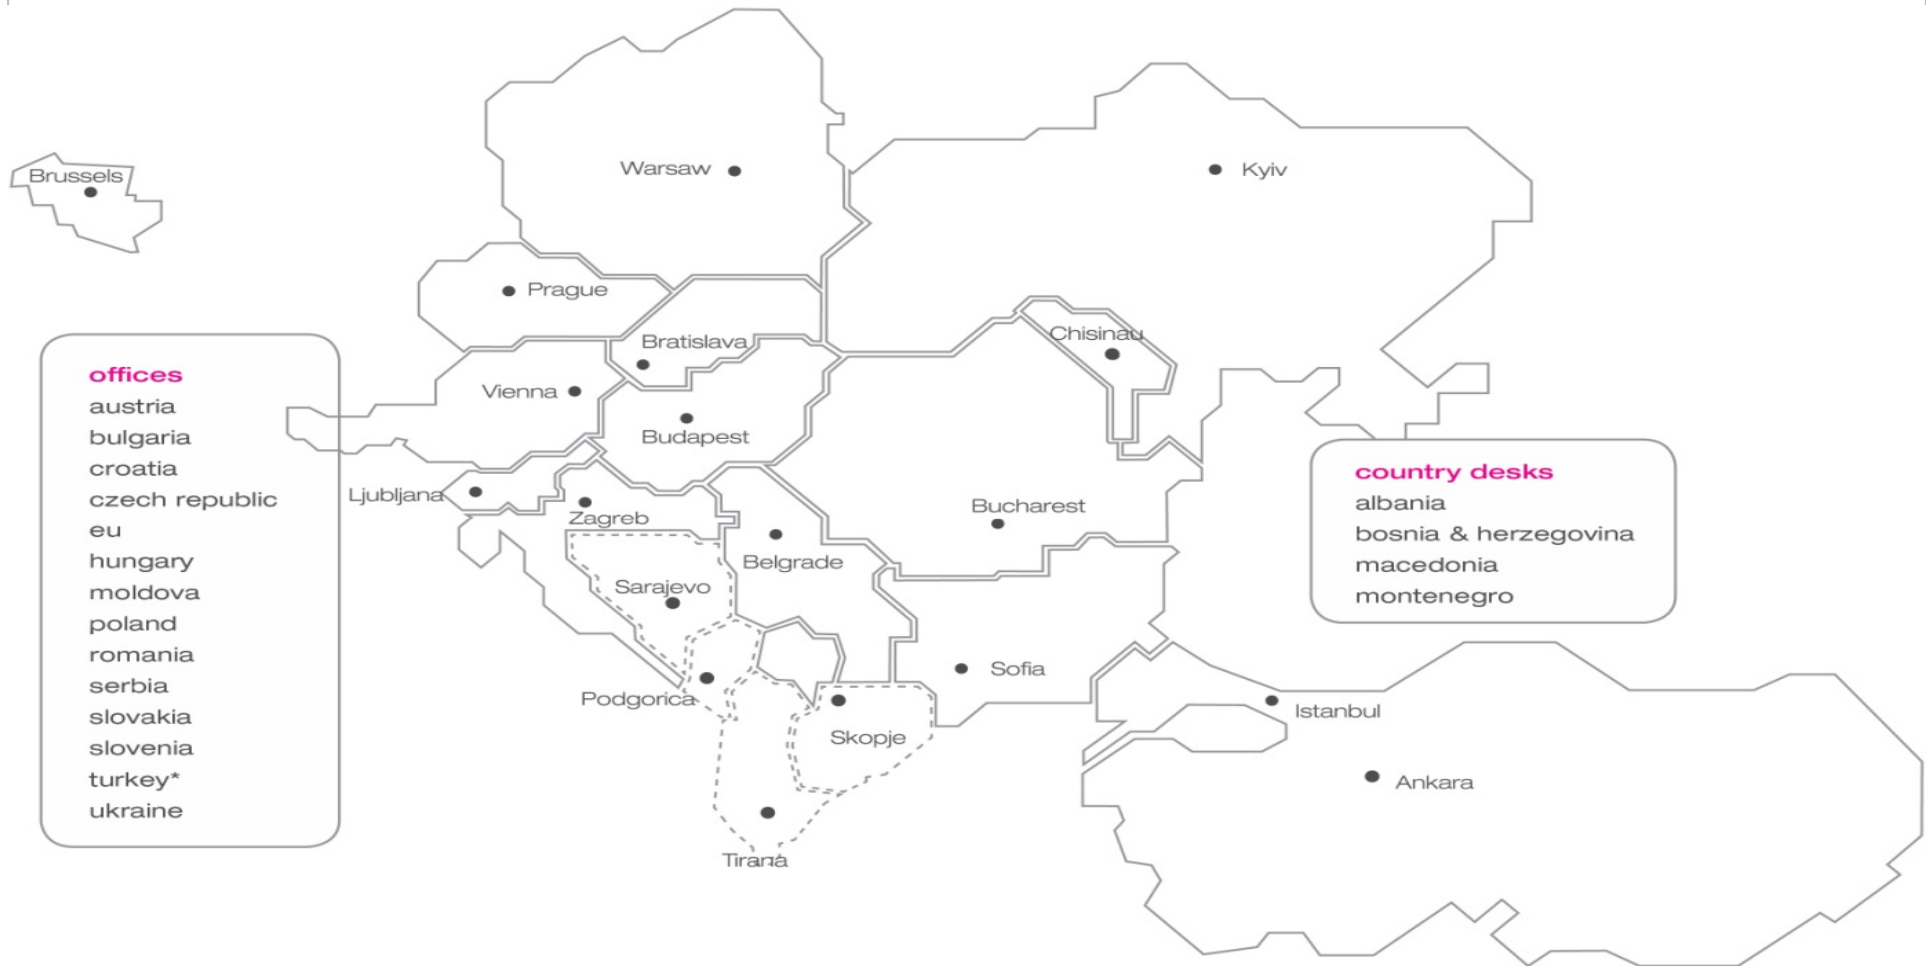 Warsaw
Kyiv
Brussels
Prague
Chisinau
Bratislava
Vienna
Budapest
Ljubljana
Zagreb
Bucharest
Belgrade
Sarajevo
Sofia
Podgorica
Istanbul
Skopje
Ankara
Tirana
offices
austria
bulgaria
croatia
czech republic
eu
hungary
moldova
poland
romania
serbia
slovakia
slovenia
turkey*
ukraine
country desks
albania
bosnia & herzegovina
macedonia
montenegro